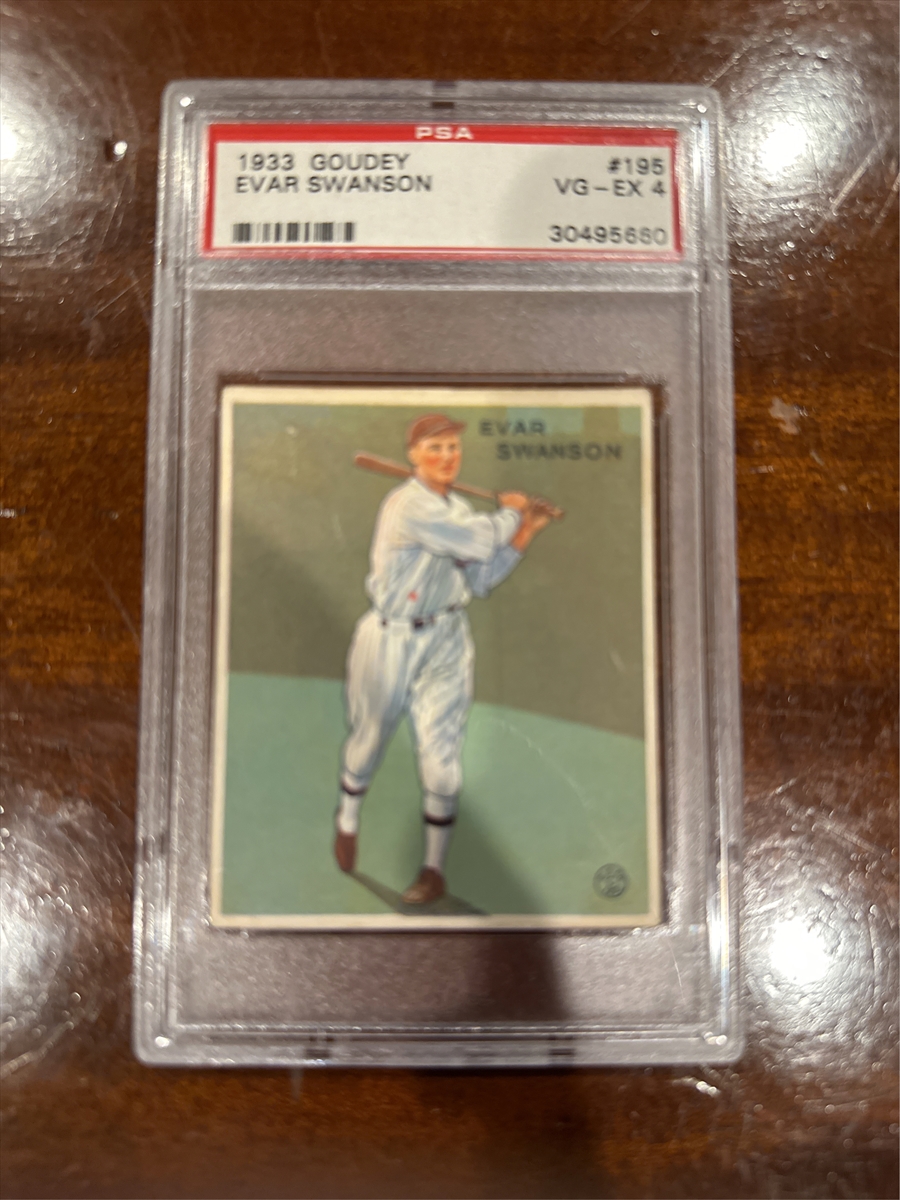 PSA
1933 GOUDEY #195
EVAR SWANSON VG-EX 4
30495660
EVAR
SWANSON